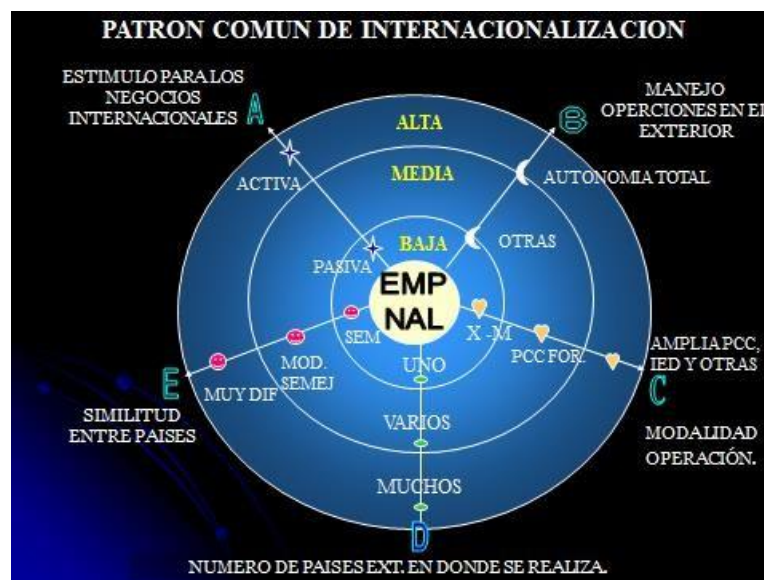 PATRON COMUN DE INTERNACIONALIZACION
ESTIMULO PARA LOS
NEGOCIOS
INTERNACIONALES
A
MANEJO
OPERCIONES EN EL
EXTERIOR
B
ALTA
MEDIA
BAJA
ACTIVA
PASIVA
AUTONOMIA TOTAL
OTRAS
EMP
NAL
SEM
MOD.
SEMEJ
MUY DIF
X -M
PCC FOR.
AMPLIA PCC,
IED Y OTRAS
C
MODALIDAD
OPERACIÓN.
E
SIMILITUD
ENTRE PAISES
UNO
VARIOS
MUCHOS
D
NUMERO DE PAISES EXT. EN DONDE SE REALIZA.